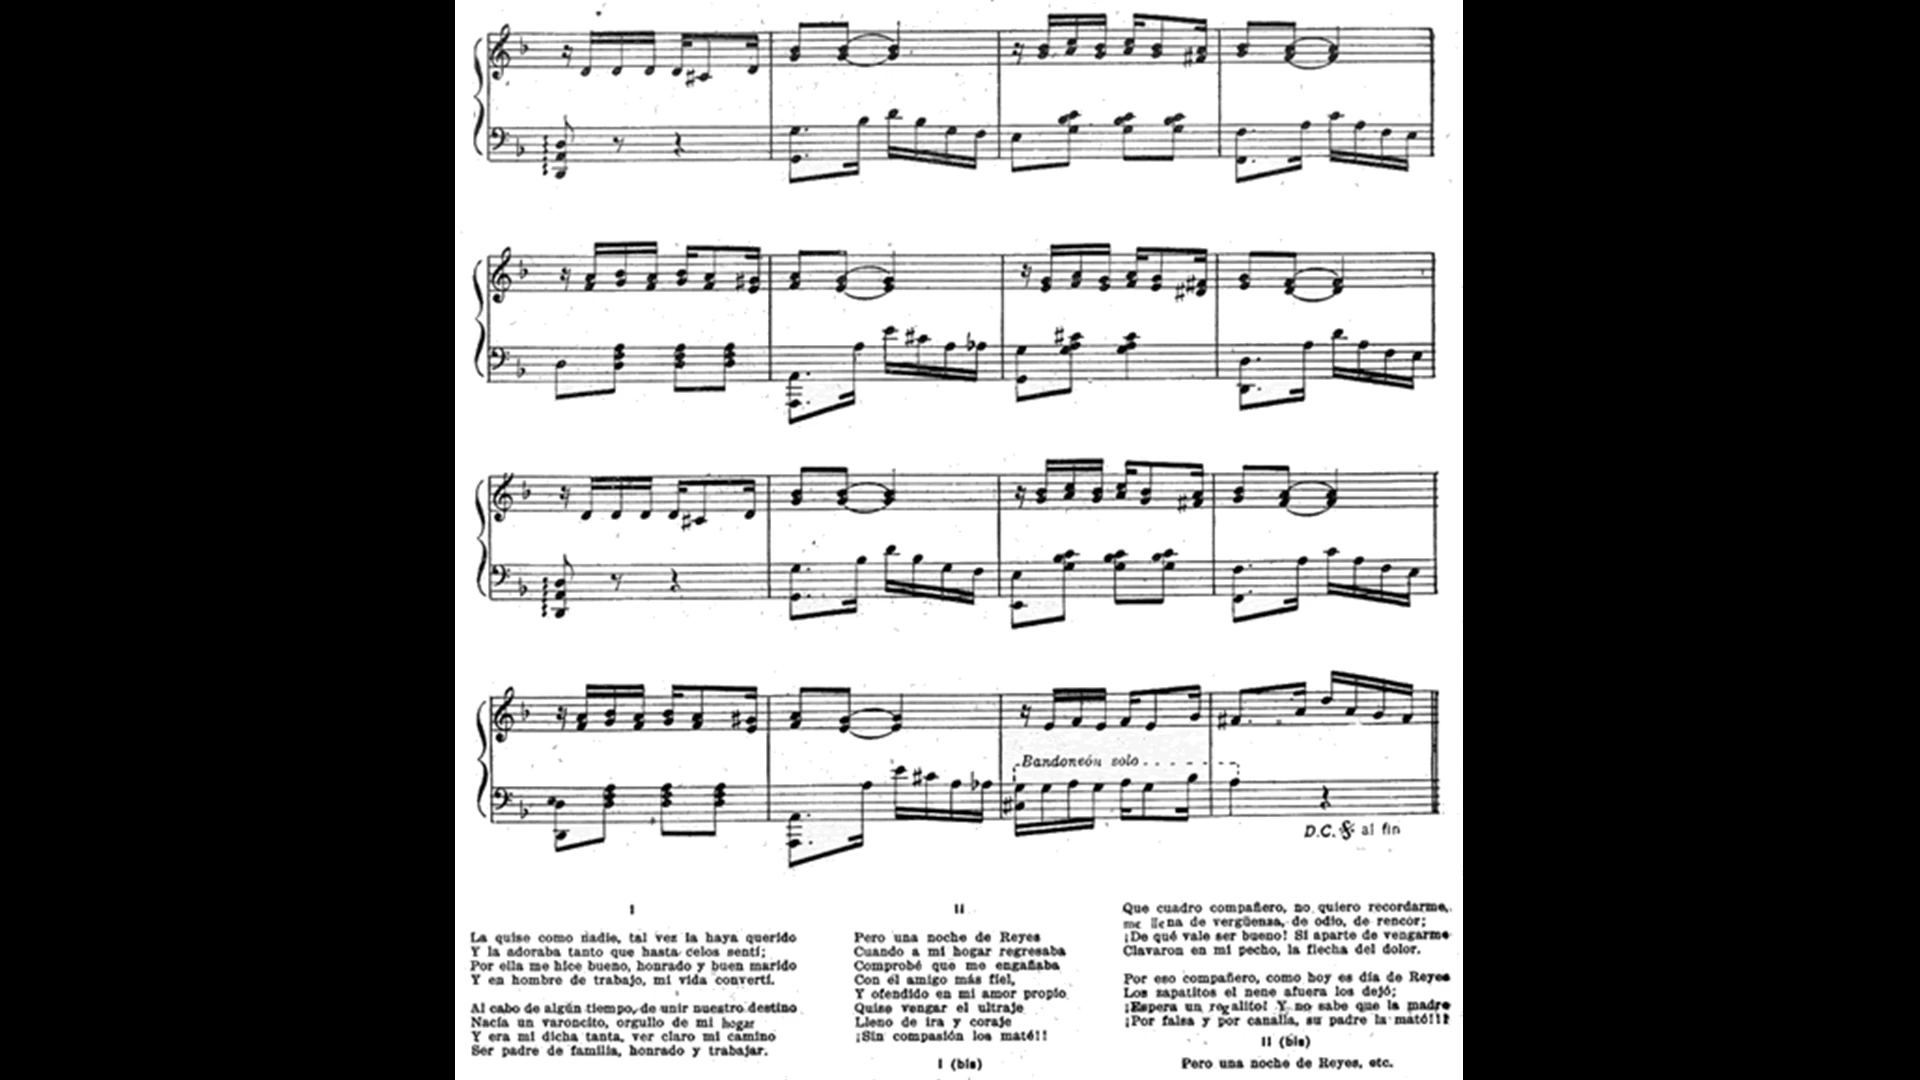 Bandoneón solo
D.C. 𝄋 al fin
I
La quise como nadie, tal vez la haya querido
Y la adoraba tanto que hasta celos sentí;
Por ella me hice bueno, honrado y buen marido
Y en hombre de trabajo, mi vida convertí.
Al cabo de algún tiempo, de unir nuestro destino
Nacía un varoncito, orgullo de mi hogar
Y era mi dicha tanta, ver claro mi camino
Ser padre de familia, honrado y trabajar.
II
Pero una noche de Reyes
Cuando a mi hogar regresaba
Comprobé que me engañaba
Con él amigo más fiel,
Y ofendido en mi amor propio
Quise vengar el ultraje
Lleno de ira y coraje
¡Sin compasión los maté!!
I (bis)
Que cuadro compañero, no quiero recordarme,
me llena de vergüenza, de odio, de rencor;
¡De qué vale ser bueno! Si aparte de vengarme
Clavaron en mi pecho, la flecha del dolor.
Por eso compañero, como hoy es día de Reyes
Los zapatitos el nene afuera los dejó;
¡Espera un regalito! Y no sabe que la madre
¡Por falsa y por canalla, su padre la mató!!!
II (bis)
Pero una noche de Reyes, etc.